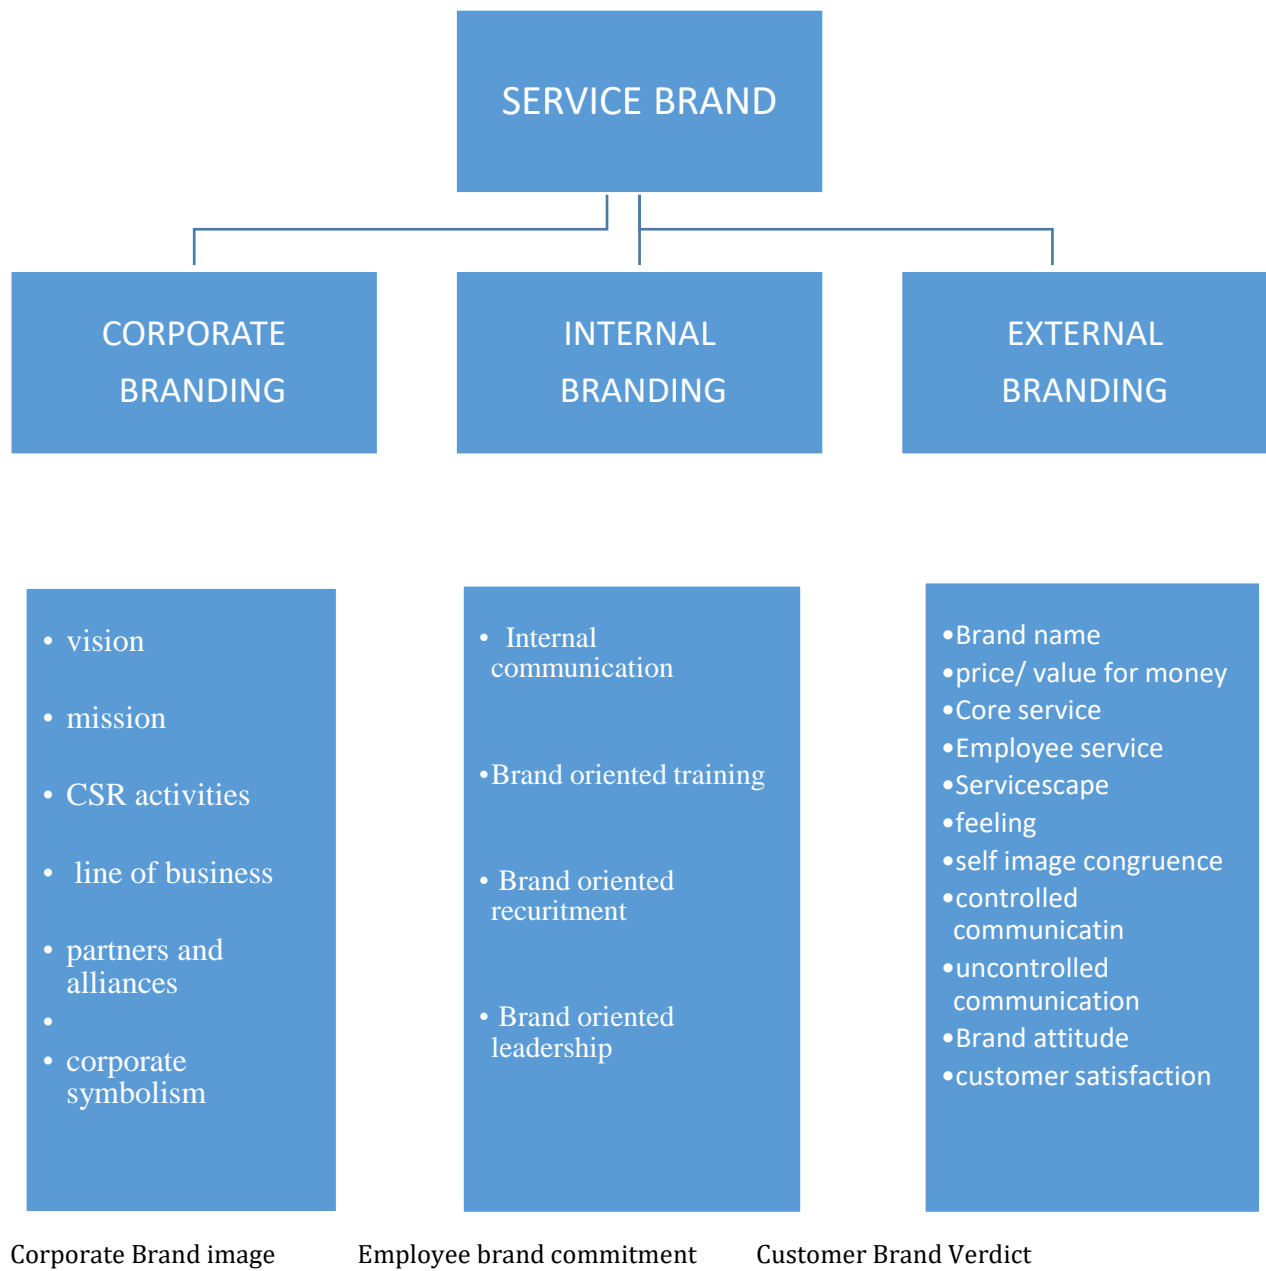 SERVICE BRAND
CORPORATE
BRANDING
INTERNAL
BRANDING
EXTERNAL
BRANDING
• vision
• mission
• CSR activities
• line of business
• partners and
alliances
•
• corporate
symbolism
• Internal
communication
•Brand oriented training
• Brand oriented
recuritment
• Brand oriented
leadership
•Brand name
•price/ value for money
•Core service
•Employee service
•Servicescape
•feeling
•self image congruence
•controlled
communicatin
•uncontrolled
communication
•Brand attitude
•customer satisfaction
Corporate Brand image
Employee brand commitment
Customer Brand Verdict